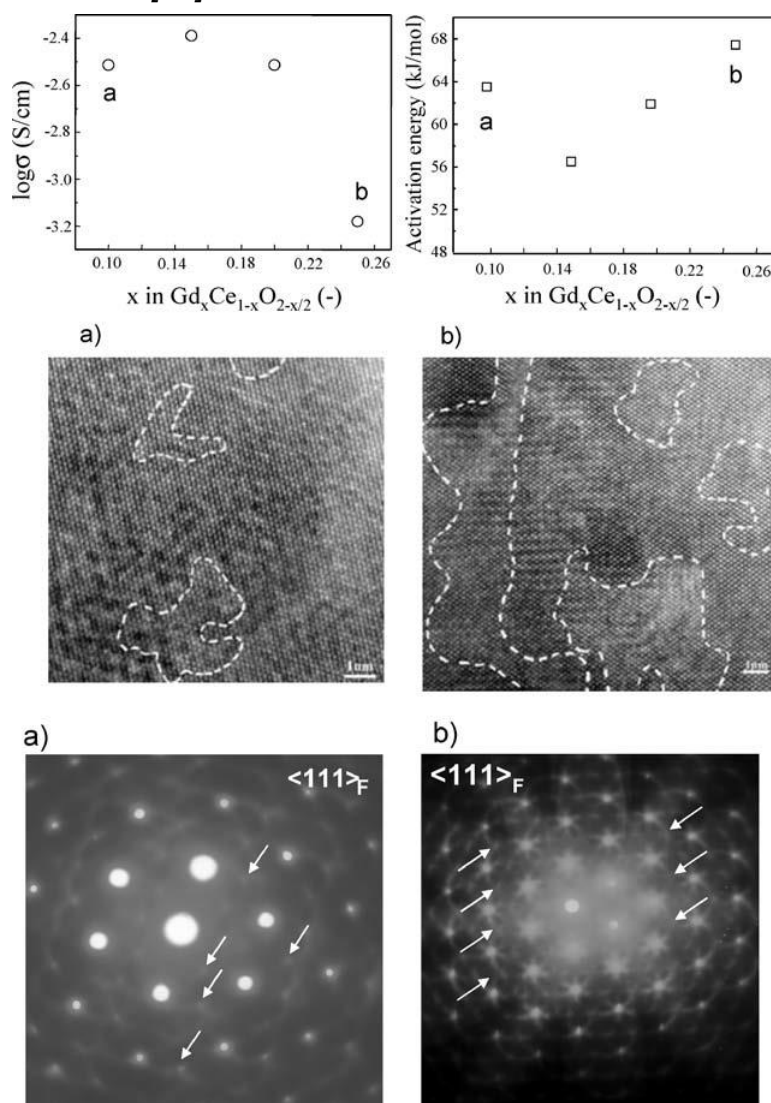 -2.4
-2.6
-2.8
-3.0
-3.2
logσ (S/cm)
a
b
0.10 0.14 0.18 0.22 0.26
x in GdₓCe₁₋ₓO₂₋ₓ/₂ (-)
68
64
60
56
52
48
Activation energy (kJ/mol)
a
b
0.10 0.14 0.18 0.22 0.26
x in GdₓCe₁₋ₓO₂₋ₓ/₂ (-)
a)
b)
1nm
1nm
a)
b)
<111>F
<111>F